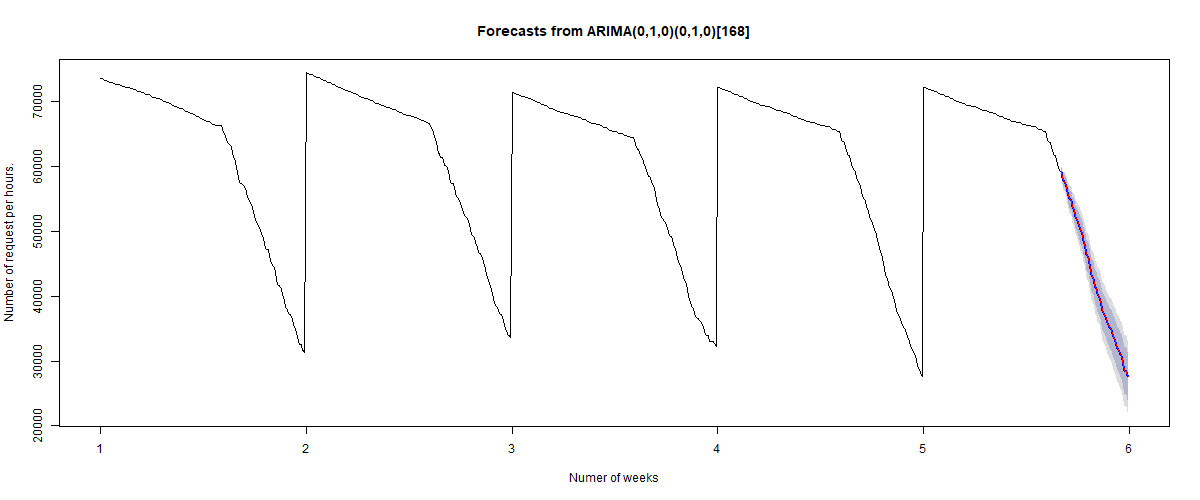 Forecasts from ARIMA(0,1,0)(0,1,0)[168]
Number of request per hours.
70000
60000
50000
40000
30000
20000
1 2 3 4 5 6
Numer of weeks